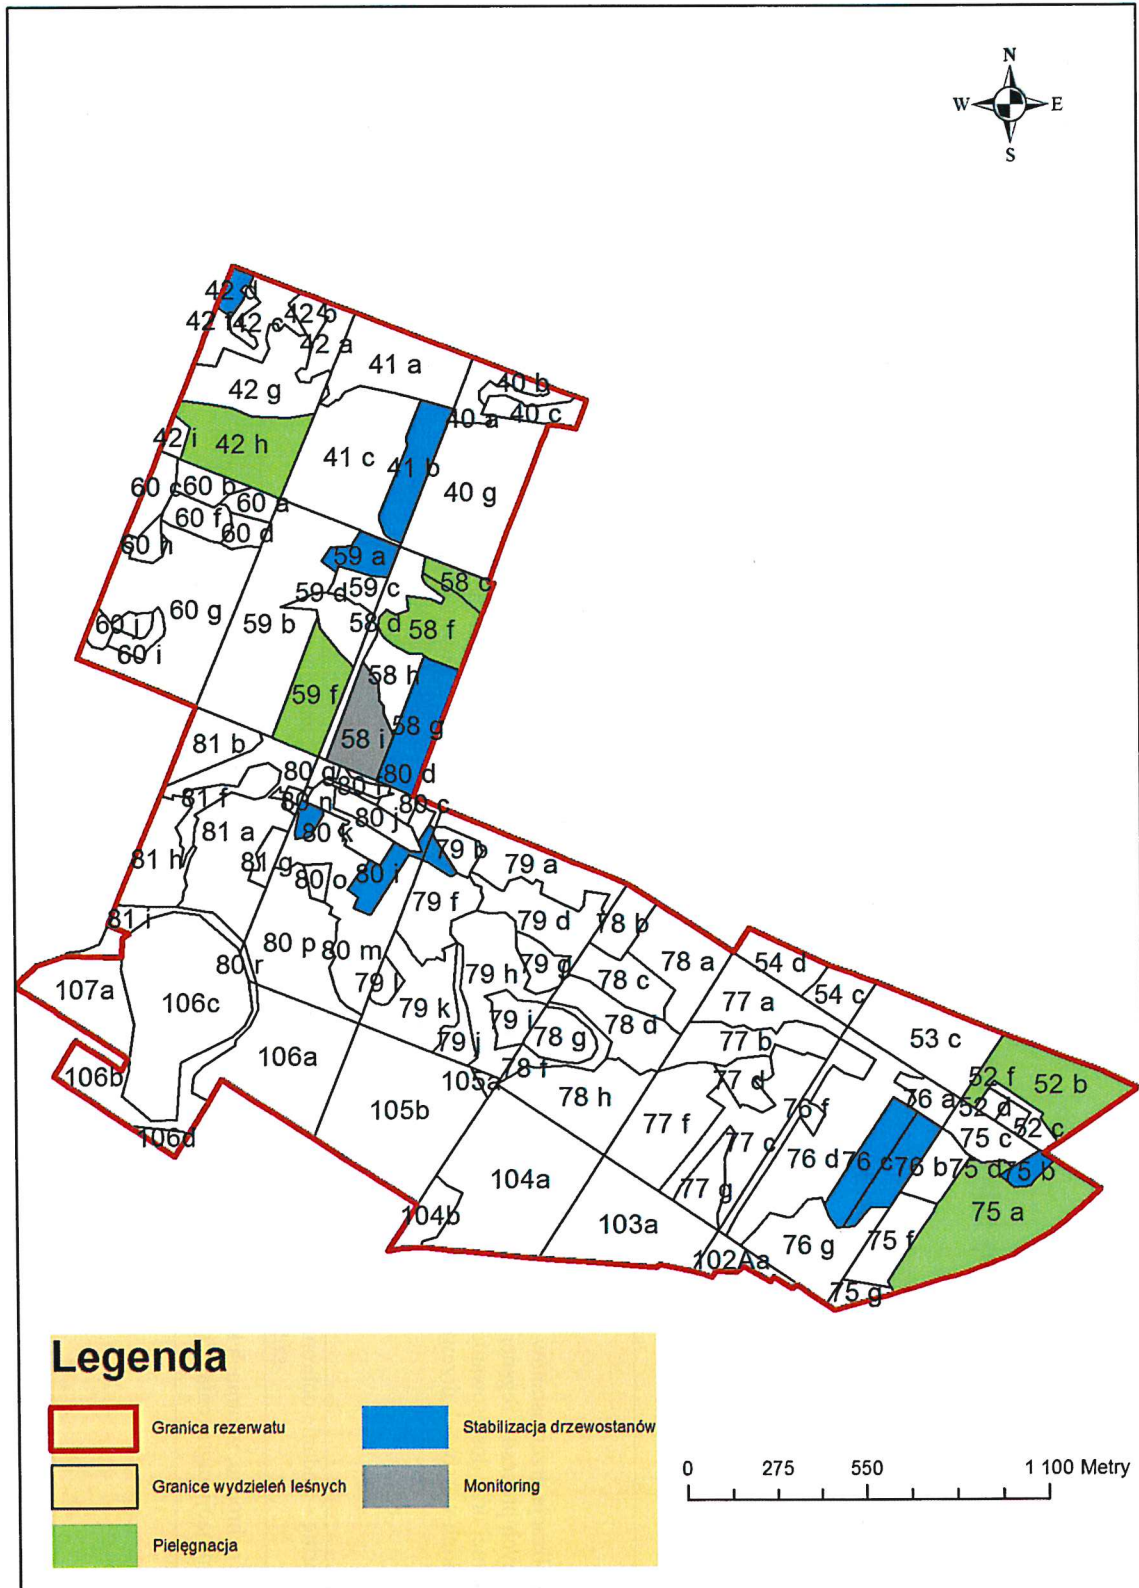 N
W E
S
42 d
42 f
42 c
42 b
42 a
41 a
42 g
40 b
40 a
40 c
42 i
42 h
41 c
41 b
40 g
60 c
60 b
60 a
60 f
60 d
60 h
59 a
58 c
59 d
59 c
60 g
59 b
58 d
58 f
60 j
60 i
58 h
59 f
58 g
58 i
81 b
80 g
80 d
80 f
81 f
80 n
80 c
80 j
81 a
80 k
79 b
81 h
81 g
80 o
80 i
79 a
79 f
81 i
79 d
78 b
80 p
80 m
80 r
79 h
79 g
78 a
54 d
107a
106c
79 l
78 c
54 c
77 a
79 k
79 i
78 d
53 c
79 j
78 g
77 b
106a
106b
105a
78 f
77 d
52 f
52 b
105b
78 h
76 f
76 a
52 d
52 c
77 f
77 c
75 c
106d
76 d
76 c
76 b
75 d
75 b
104a
77 g
104b
103a
75 a
76 g
75 f
102Aa
75 g
Legenda
Granica rezerwatu
Stabilizacja drzewostanów
Granice wydzieleń leśnych
Monitoring
Pielęgnacja
0 275 550 1 100 Metry